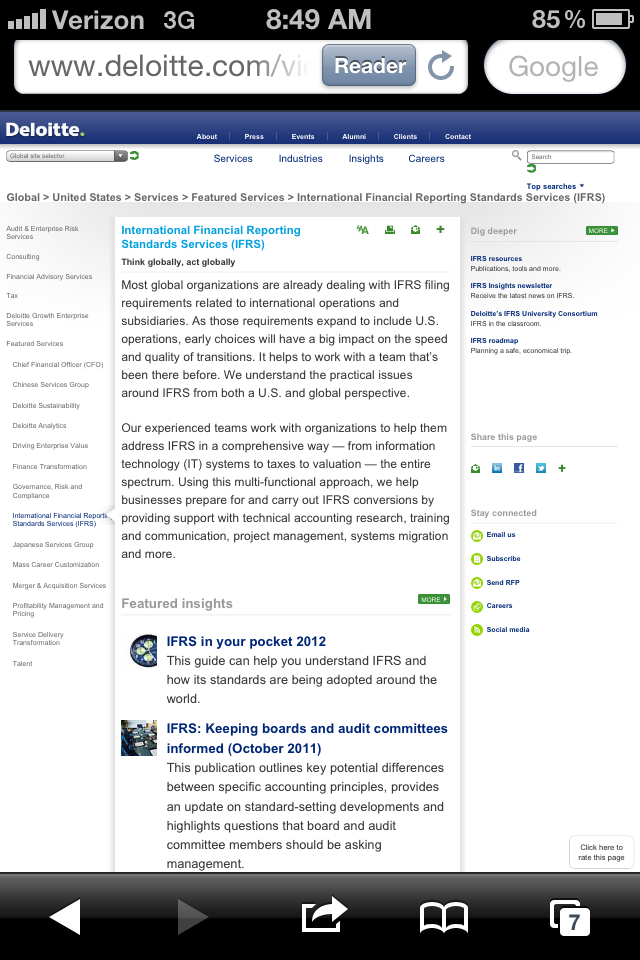 Verizon 3G 8:49 AM 85%
www.deloitte.com/vi
Reader
Google
Deloitte.
About Press Events Alumni Clients Contact
Global site selector
Services Industries Insights Careers
Search
Top searches
Global > United States > Services > Featured Services > International Financial Reporting Standards Services (IFRS)
Audit & Enterprise Risk
Services
Consulting
Financial Advisory Services
Tax
Deloitte Growth Enterprise
Services
Featured Services
Chief Financial Officer (CFO)
Chinese Services Group
Deloitte Sustainability
Deloitte Analytics
Driving Enterprise Value
Finance Transformation
Governance, Risk and
Compliance
International Financial Reporti
Standards Services (IFRS)
Japanese Services Group
Mass Career Customization
Merger & Acquisition Services
Profitability Management and
Pricing
Service Delivery
Transformation
Talent
International Financial Reporting
Standards Services (IFRS)
AA
Think globally, act globally
Most global organizations are already dealing with IFRS filing
requirements related to international operations and
subsidiaries. As those requirements expand to include U.S.
operations, early choices will have a big impact on the speed
and quality of transitions. It helps to work with a team that's
been there before. We understand the practical issues
around IFRS from both a U.S. and global perspective.
Our experienced teams work with organizations to help them
address IFRS in a comprehensive way — from information
technology (IT) systems to taxes to valuation — the entire
spectrum. Using this multi-functional approach, we help
businesses prepare for and carry out IFRS conversions by
providing support with technical accounting research, training
and communication, project management, systems migration
and more.
Featured insights
MORE
IFRS in your pocket 2012
This guide can help you understand IFRS and
how its standards are being adopted around the
world.
IFRS: Keeping boards and audit committees
informed (October 2011)
This publication outlines key potential differences
between specific accounting principles, provides
an update on standard-setting developments and
highlights questions that board and audit
committee members should be asking
management.
Dig deeper
MORE
IFRS resources
Publications, tools and more.
IFRS Insights newsletter
Receive the latest news on IFRS.
Deloitte's IFRS University Consortium
IFRS in the classroom.
IFRS roadmap
Planning a safe, economical trip.
Share this page
Stay connected
Email us
Subscribe
Send RFP
Careers
Social media
Click here to
rate this page
7